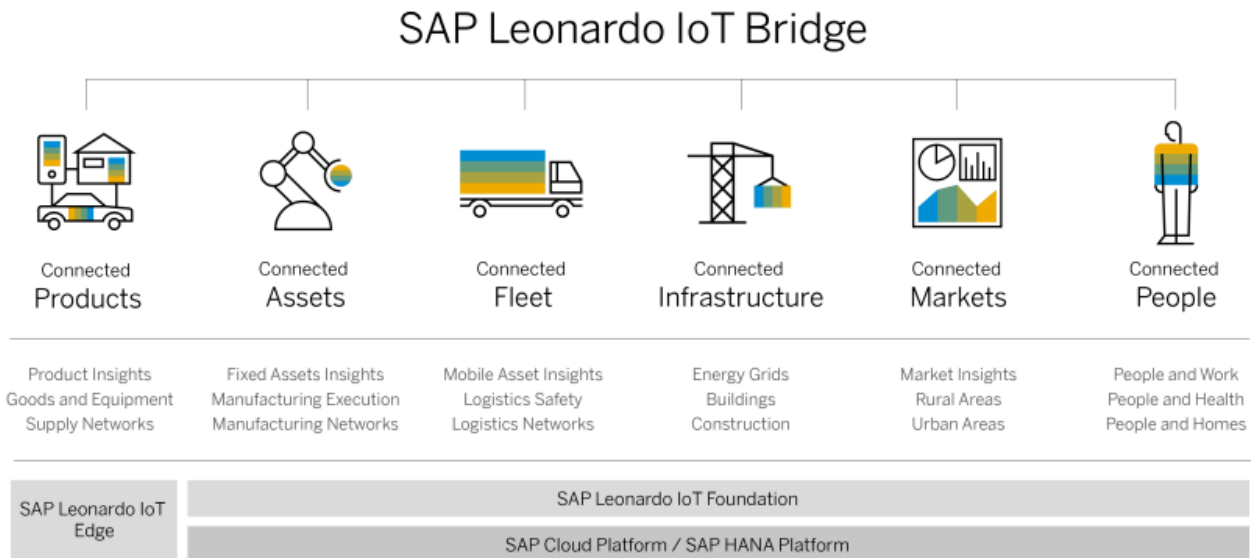 SAP Leonardo IoT Bridge
Connected
Products
Connected
Assets
Connected
Fleet
Connected
Infrastructure
Connected
Markets
Connected
People
Product Insights
Goods and Equipment
Supply Networks
Fixed Assets Insights
Manufacturing Execution
Manufacturing Networks
Mobile Asset Insights
Logistics Safety
Logistics Networks
Energy Grids
Buildings
Construction
Market Insights
Rural Areas
Urban Areas
People and Work
People and Health
People and Homes
SAP Leonardo IoT
Edge
SAP Leonardo IoT Foundation
SAP Cloud Platform / SAP HANA Platform